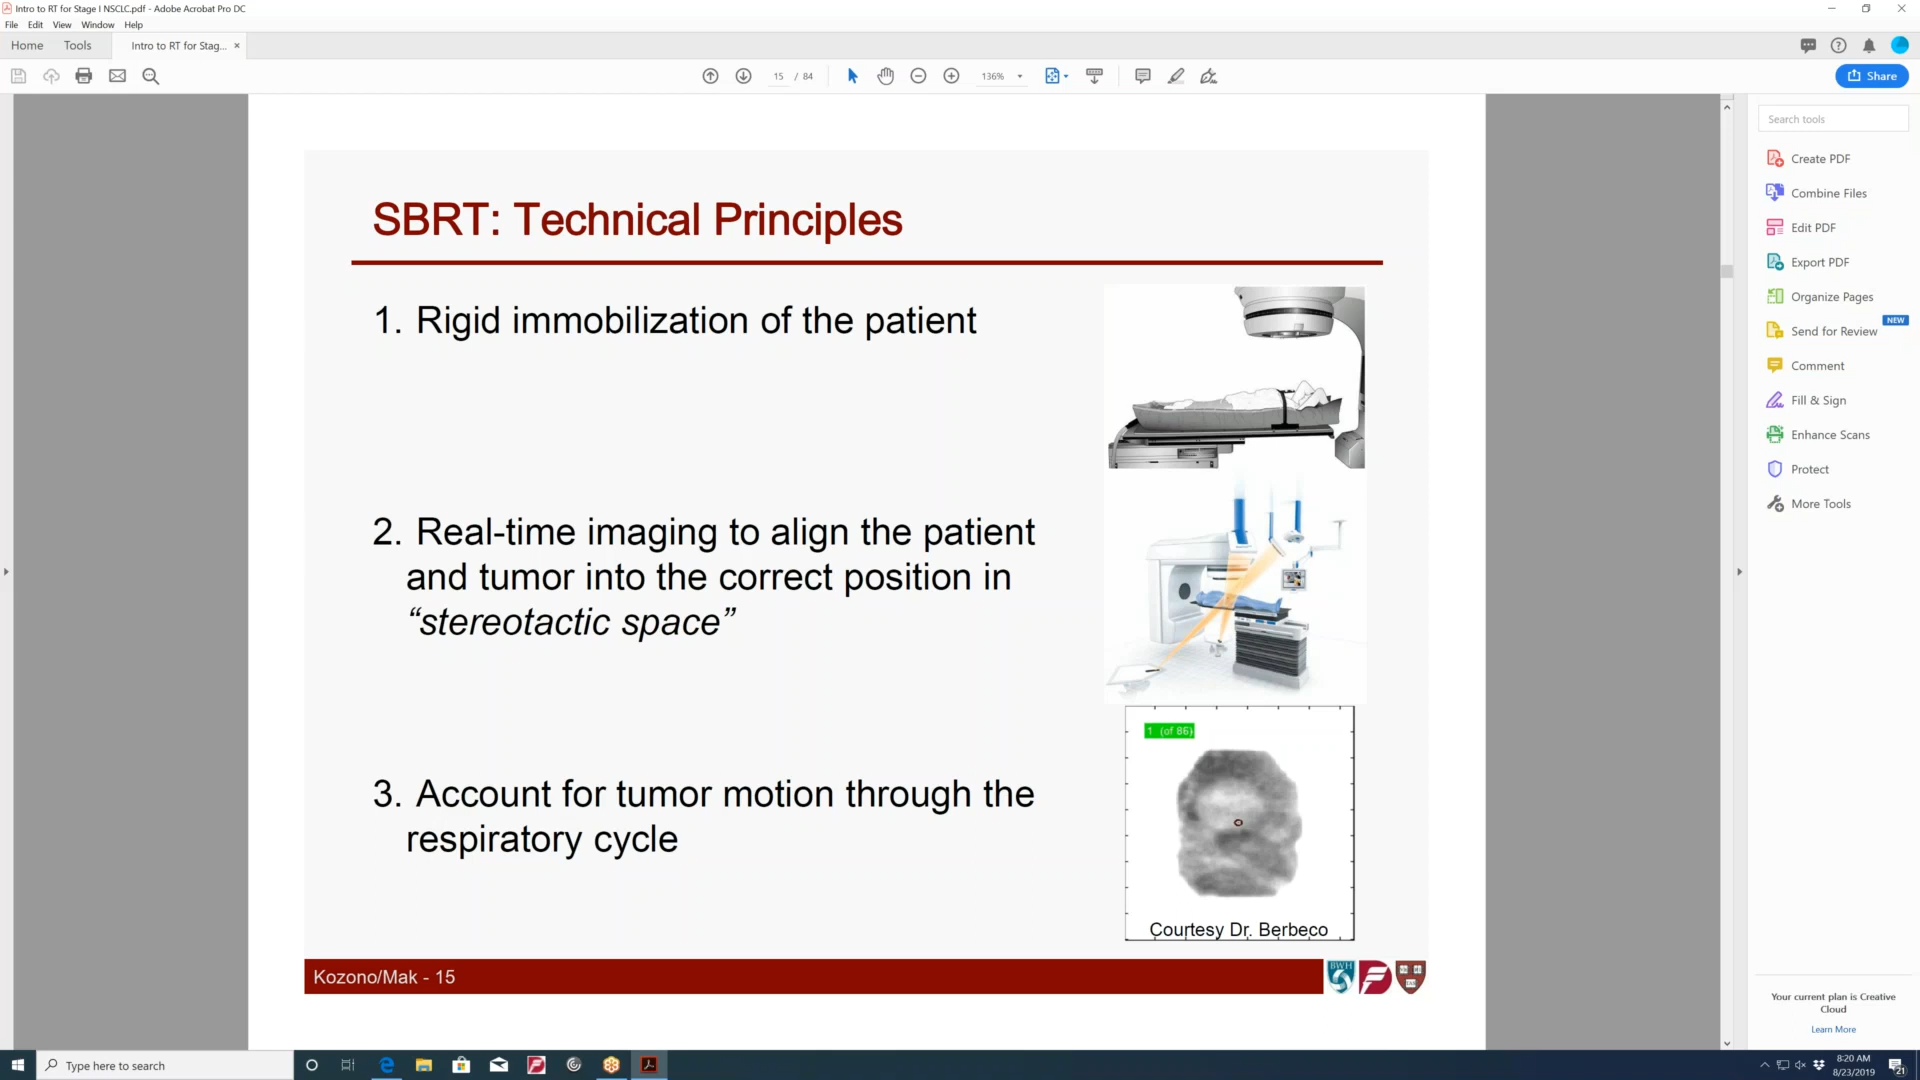 Intro to RT for Stage I NSCLC.pdf - Adobe Acrobat Pro DC
File Edit View Window Help
Home Tools Intro to RT for Stag... ×
15 / 84 136%
Share
Search tools
Create PDF
Combine Files
Edit PDF
Export PDF
Organize Pages
Send for Review NEW
Comment
Fill & Sign
Enhance Scans
Protect
More Tools
SBRT: Technical Principles
1. Rigid immobilization of the patient
2. Real-time imaging to align the patient
and tumor into the correct position in
“stereotactic space”
1 (of 86)
3. Account for tumor motion through the
respiratory cycle
Courtesy Dr. Berbeco
Kozono/Mak - 15
BWH
Your current plan is Creative
Cloud
Learn More
Type here to search
8:20 AM
8/23/2019
21